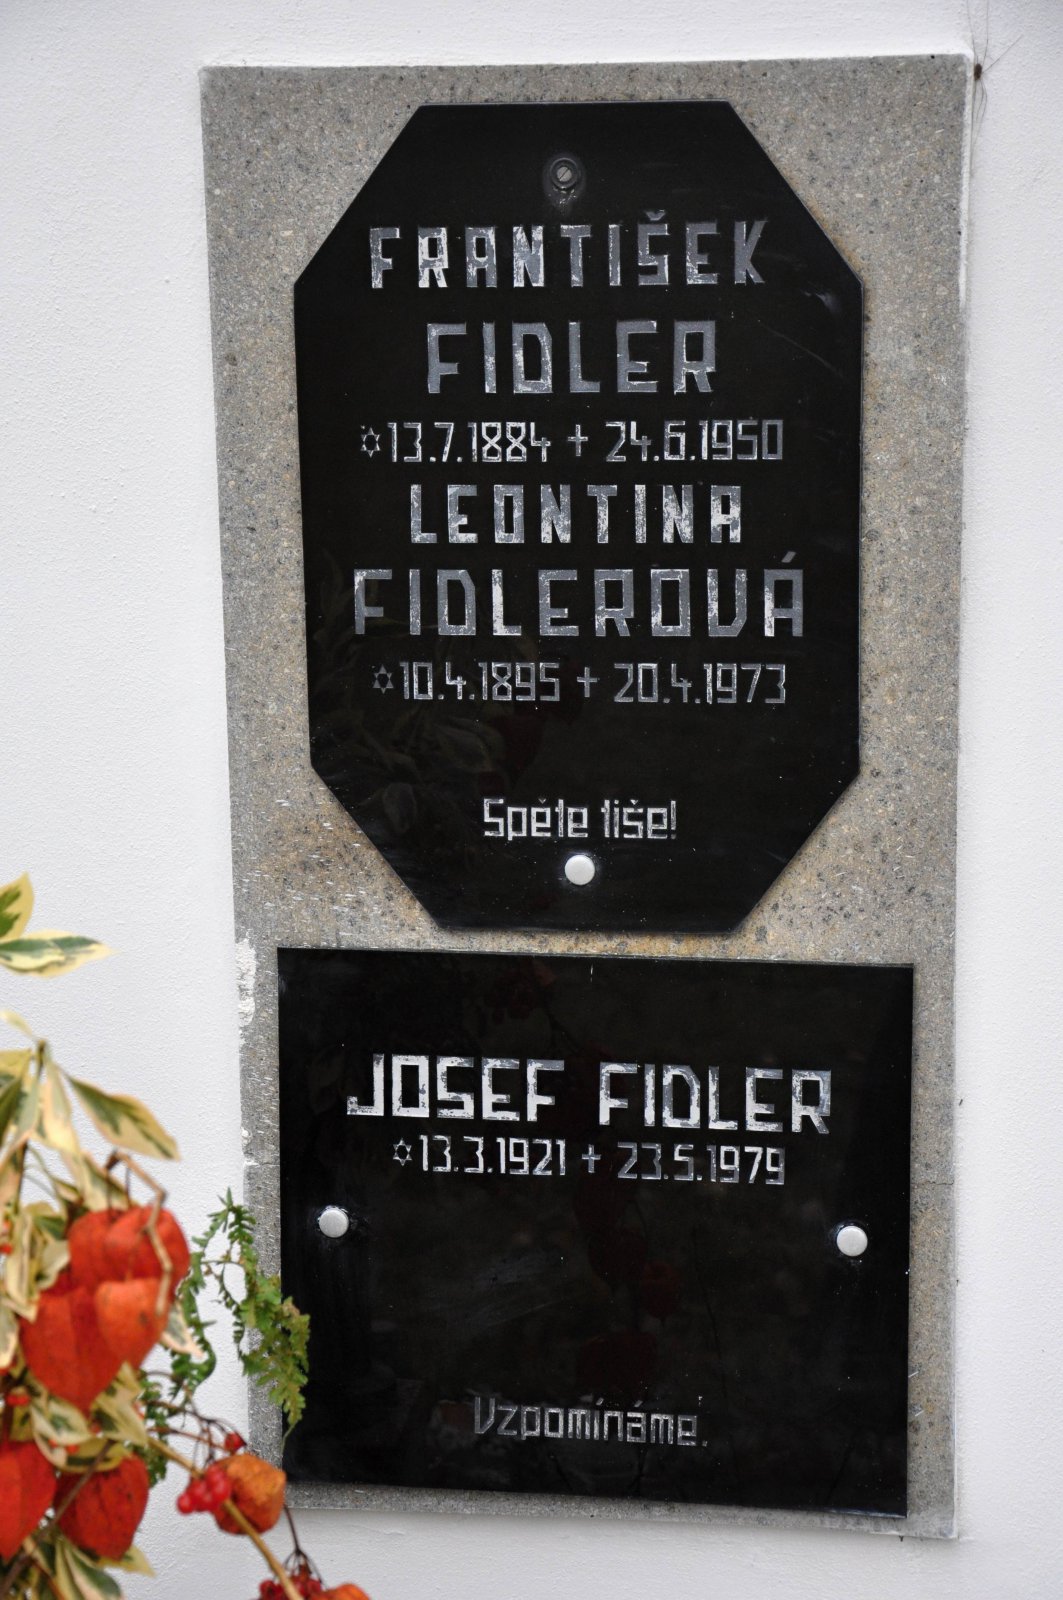 FRANTIŠEK
FIDLER
✡13.7.1884 + 24.6.1950
LEONTINA
FIDLEROVÁ
✡10.4.1895 + 20.4.1973
Spěte tiše!
JOSEF FIDLER
✡13.3.1921 + 23.5.1979
Vzpomínáme.